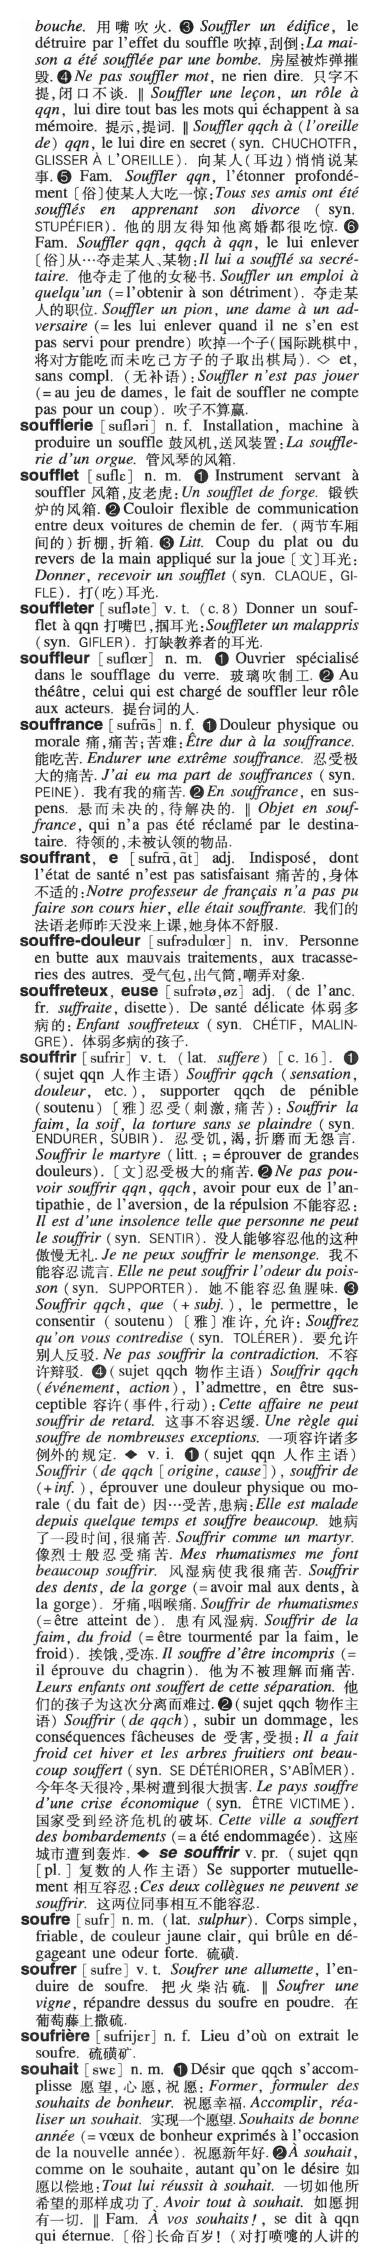 bouche. 用嘴吹火. ❸ Souffler un édifice, le
détruire par l'effet du souffle 吹掉,刮倒:La mai-
son a été soufflée par une bombe. 房屋被炸弹摧
毁. ❹ Ne pas souffler mot, ne rien dire. 只字不
提,闭口不谈. ‖ Souffler une leçon, un rôle à
qqn, lui dire tout bas les mots qui échappent à sa
mémoire. 提示,提词. ‖ Souffler qqch à (l'oreille
de) qqn, le lui dire en secret (syn. CHUCHOTFR,
GLISSER À L'OREILLE). 向某人(耳边)悄悄说某
事. ❺ Fam. Souffler qqn, l'étonner profondé-
ment [俗]使某人大吃一惊:Tous ses amis ont été
soufflés en apprenant son divorce ( syn.
STUPÉFIER). 他的朋友得知他离婚都很吃惊. ❻
Fam. Souffler qqn, qqch à qqn, le lui enlever
[俗]从…夺走某人、某物:Il lui a soufflé sa secré-
taire. 他夺走了他的女秘书. Souffler un emploi à
quelqu'un (=l'obtenir à son détriment). 夺走某
人的职位. Souffler un pion, une dame à un ad-
versaire (= les lui enlever quand il ne s'en est
pas servi pour prendre) 吹掉一个子(国际跳棋中,
将对方能吃而未吃己方子的子取出棋局). ◇ et,
sans compl. (无补语):Souffler n'est pas jouer
(=au jeu de dames, le fait de souffler ne compte
pas pour un coup). 吹子不算赢.
soufflerie [sufləri] n. f. Installation, machine à
produire un souffle 鼓风机,送风装置:La souffle-
rie d'un orgue. 管风琴的风箱.
soufflet [suflɛ] n. m. ❶ Instrument servant à
souffler 风箱,皮老虎:Un soufflet de forge. 锻铁
炉的风箱. ❷ Couloir flexible de communication
entre deux voitures de chemin de fer. (两节车厢
间的)折棚,折箱. ❸ Litt. Coup du plat ou du
revers de la main appliqué sur la joue [文]耳光:
Donner, recevoir un soufflet (syn. CLAQUE, GI-
FLE). 打(吃)耳光.
souffleter [sufləte] v. t. (c. 8) Donner un souf-
flet à qqn 打嘴巴,掴耳光:Souffleter un malappris
(syn. GIFLER). 打缺教养者的耳光.
souffleur [suflœr] n. m. ❶ Ouvrier spécialisé
dans le soufflage du verre. 玻璃吹制工. ❷ Au
théâtre, celui qui est chargé de souffler leur rôle
aux acteurs. 提台词的人.
souffrance [sufrɑ̃s] n. f. ❶ Douleur physique ou
morale 痛,痛苦;苦难:Être dur à la souffrance.
能吃苦. Endurer une extrême souffrance. 忍受极
大的痛苦. J'ai eu ma part de souffrances (syn.
PEINE). 我有我的痛苦. ❷ En souffrance, en sus-
pens. 悬而未决的,待解决的. ‖ Objet en souf-
france, qui n'a pas été réclamé par le destina-
taire. 待领的,未被认领的物品.
souffrant, e [sufrɑ̃, ɑ̃t] adj. Indisposé, dont
l'état de santé n'est pas satisfaisant 痛苦的,身体
不适的:Notre professeur de français n'a pas pu
faire son cours hier, elle était souffrante. 我们的
法语老师昨天没来上课,她身体不舒服.
souffre-douleur [sufrədulœr] n. inv. Personne
en butte aux mauvais traitements, aux tracasse-
ries des autres. 受气包,出气筒,嘲弄对象.
souffreteux, euse [sufrətø, øz] adj. (de l'anc.
fr. suffraite, disette). De santé délicate 体弱多
病的:Enfant souffreteux (syn. CHÉTIF, MALIN-
GRE). 体弱多病的孩子.
souffrir [sufrir] v. t. (lat. suffere) [c. 16]. ❶
(sujet qqn 人作主语) Souffrir qqch (sensation,
douleur, etc.), supporter qqch de pénible
(soutenu) [雅]忍受(刺激,痛苦): Souffrir la
faim, la soif, la torture sans se plaindre (syn.
ENDURER, SUBIR). 忍受饥,渴,折磨而无怨言.
Souffrir le martyre (litt. ; =éprouver de grandes
douleurs). [文]忍受极大的痛苦. ❷ Ne pas pou-
voir souffrir qqn, qqch, avoir pour eux de l'an-
tipathie, de l'aversion, de la répulsion 不能容忍:
Il est d'une insolence telle que personne ne peut
le souffrir (syn. SENTIR). 没人能够容忍他的这种
傲慢无礼. Je ne peux souffrir le mensonge. 我不
能容忍谎言. Elle ne peut souffrir l'odeur du pois-
son (syn. SUPPORTER). 她不能容忍鱼腥味. ❸
Souffrir qqch, que (+ subj.), le permettre, le
consentir (soutenu) [雅]准许,允许: Souffrez
qu'on vous contredise (syn. TOLÉRER). 要允许
别人反驳. Ne pas souffrir la contradiction. 不容
许辩驳. ❹ (sujet qqch 物作主语) Souffrir qqch
(événement, action), l'admettre, en être sus-
ceptible 容许(事件,行动):Cette affaire ne peut
souffrir de retard. 这事不容迟缓. Une règle qui
souffre de nombreuses exceptions. 一项容许诸多
例外的规定. ◆ v. i. ❶ (sujet qqn 人作主语)
Souffrir (de qqch [origine, cause]), souffrir de
(+inf.), éprouver une douleur physique ou mo-
rale (du fait de) 因…受苦,患病:Elle est malade
depuis quelque temps et souffre beaucoup. 她病
了一段时间,很痛苦. Souffrir comme un martyr.
像烈士般忍受痛苦. Mes rhumatismes me font
beaucoup souffrir. 风湿病使我很痛苦. Souffrir
des dents, de la gorge (=avoir mal aux dents, à
la gorge). 牙痛,咽喉痛. Souffrir de rhumatismes
(=être atteint de). 患有风湿病. Souffrir de la
faim, du froid (=être tourmenté par la faim, le
froid). 挨饿,受冻. Il souffre d'être incompris (=
il éprouve du chagrin). 他为不被理解而痛苦.
Leurs enfants ont souffert de cette séparation. 他
们的孩子为这次分离而难过. ❷ (sujet qqch 物作主
语) Souffrir (de qqch), subir un dommage, les
conséquences fâcheuses de 受害,受损:Il a fait
froid cet hiver et les arbres fruitiers ont beau-
coup souffert (syn. SE DÉTÉRIORER, S'ABÎMER).
今年冬天很冷,果树遭到很大损害. Le pays souffre
d'une crise économique (syn. ÊTRE VICTIME).
国家受到经济危机的破坏. Cette ville a souffert
des bombardements (=a été endommagée). 这座
城市遭到轰炸. ◆ se souffrir v. pr. (sujet qqn
[pl.] 复数的人作主语) Se supporter mutuelle-
ment 相互容忍:Ces deux collègues ne peuvent se
souffrir. 这两位同事相互不能容忍.
soufre [sufr] n. m. (lat. sulphur). Corps simple,
friable, de couleur jaune clair, qui brûle en dé-
gageant une odeur forte. 硫磺.
soufrer [sufre] v. t. Soufrer une allumette, l'en-
duire de soufre. 把火柴沾硫. ‖ Soufrer une
vigne, répandre dessus du soufre en poudre. 在
葡萄藤上撒硫.
soufrière [sufrijɛr] n. f. Lieu d'où on extrait le
soufre. 硫磺矿.
souhait [swɛ] n. m. ❶ Désir que qqch s'accom-
plisse 愿望,心愿,祝愿: Former, formuler des
souhaits de bonheur. 祝愿幸福. Accomplir, réa-
liser un souhait. 实现一个愿望. Souhaits de bonne
année (=vœux de bonheur exprimés à l'occasion
de la nouvelle année). 祝愿新年好. ❷ À souhait,
comme on le souhaite, autant qu'on le désire 如
愿以偿地:Tout lui réussit à souhait. 一切如他所
希望的那样成功了. Avoir tout à souhait. 如愿拥
有一切. ‖ Fam. À vos souhaits!, se dit à qqn
qui éternue. [俗]长命百岁! (对打喷嚏的人讲的